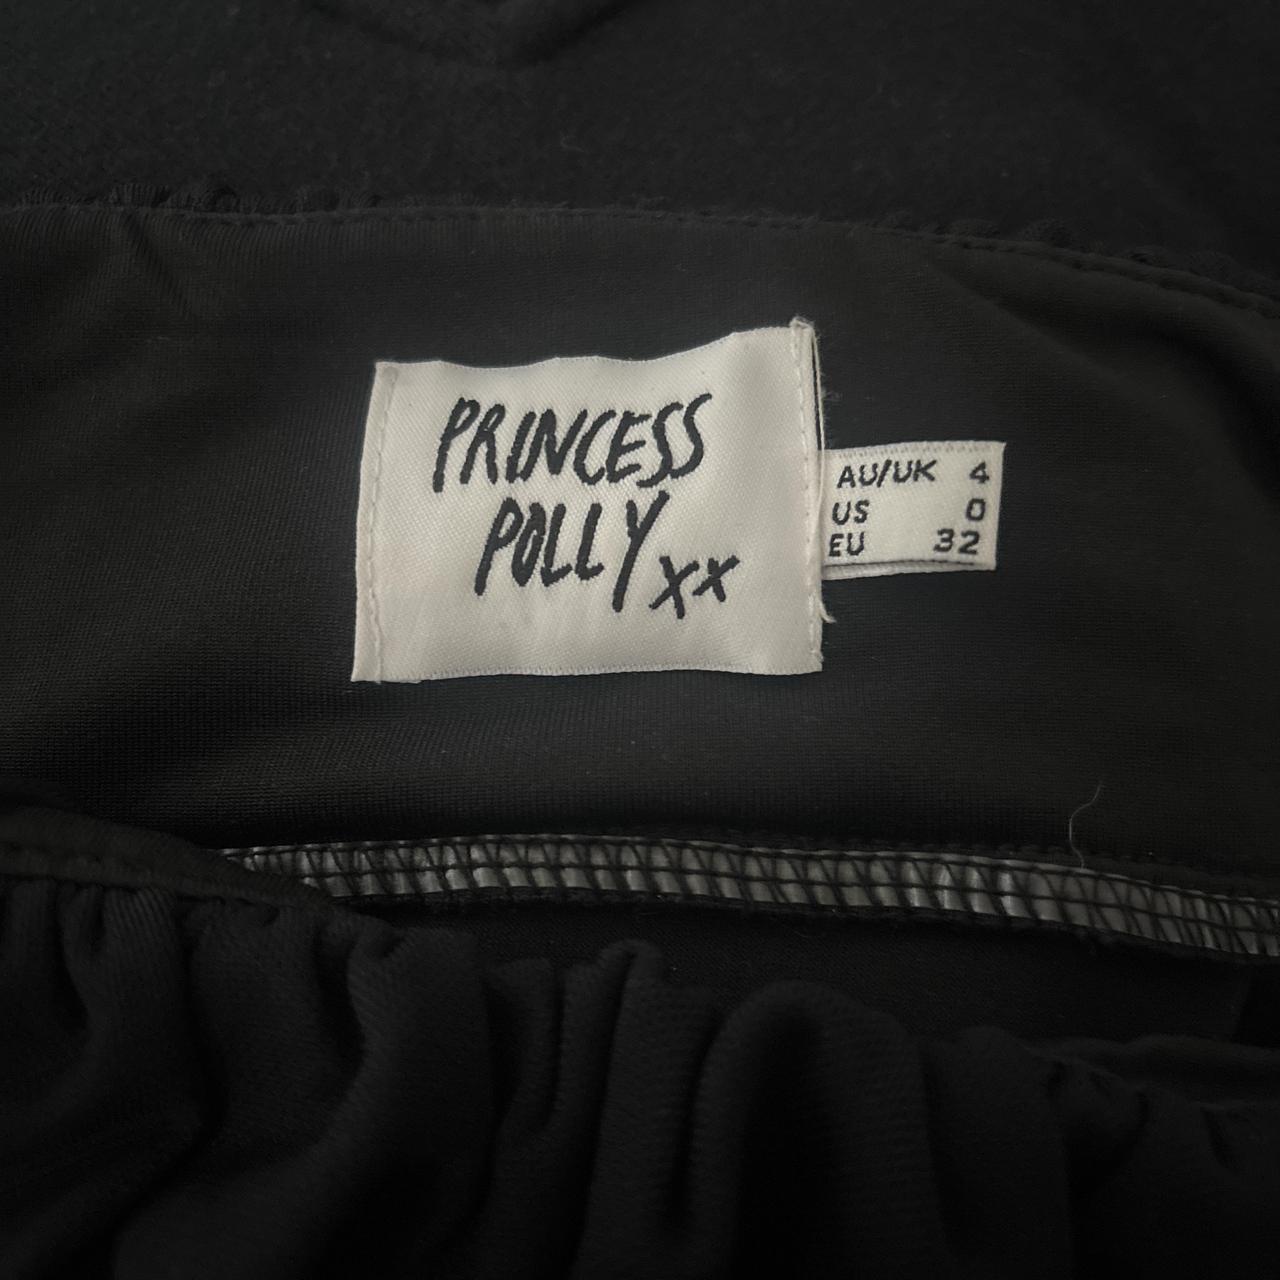 PRINCESS
POLLY xx
AU/UK 4
US 0
EU 32